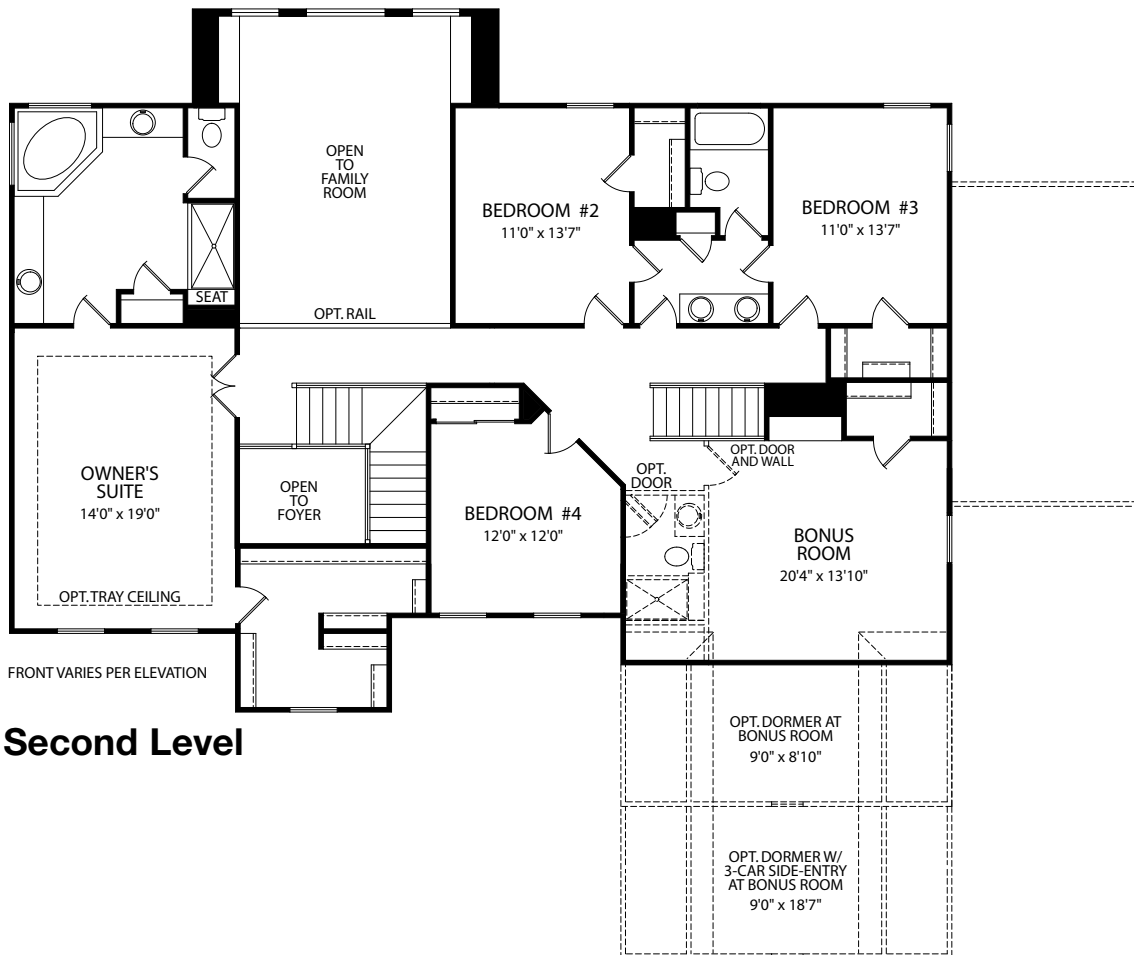 OPEN
TO
FAMILY
ROOM
BEDROOM #2
11'0" x 13'7"
BEDROOM #3
11'0" x 13'7"
SEAT
OPT. RAIL
OWNER'S
SUITE
14'0" x 19'0"
OPT. TRAY CEILING
OPEN
TO
FOYER
BEDROOM #4
12'0" x 12'0"
OPT.
DOOR
OPT. DOOR
AND WALL
BONUS
ROOM
20'4" x 13'10"
FRONT VARIES PER ELEVATION
Second Level
OPT. DORMER AT
BONUS ROOM
9'0" x 8'10"
OPT. DORMER W/
3-CAR SIDE-ENTRY
AT BONUS ROOM
9'0" x 18'7"